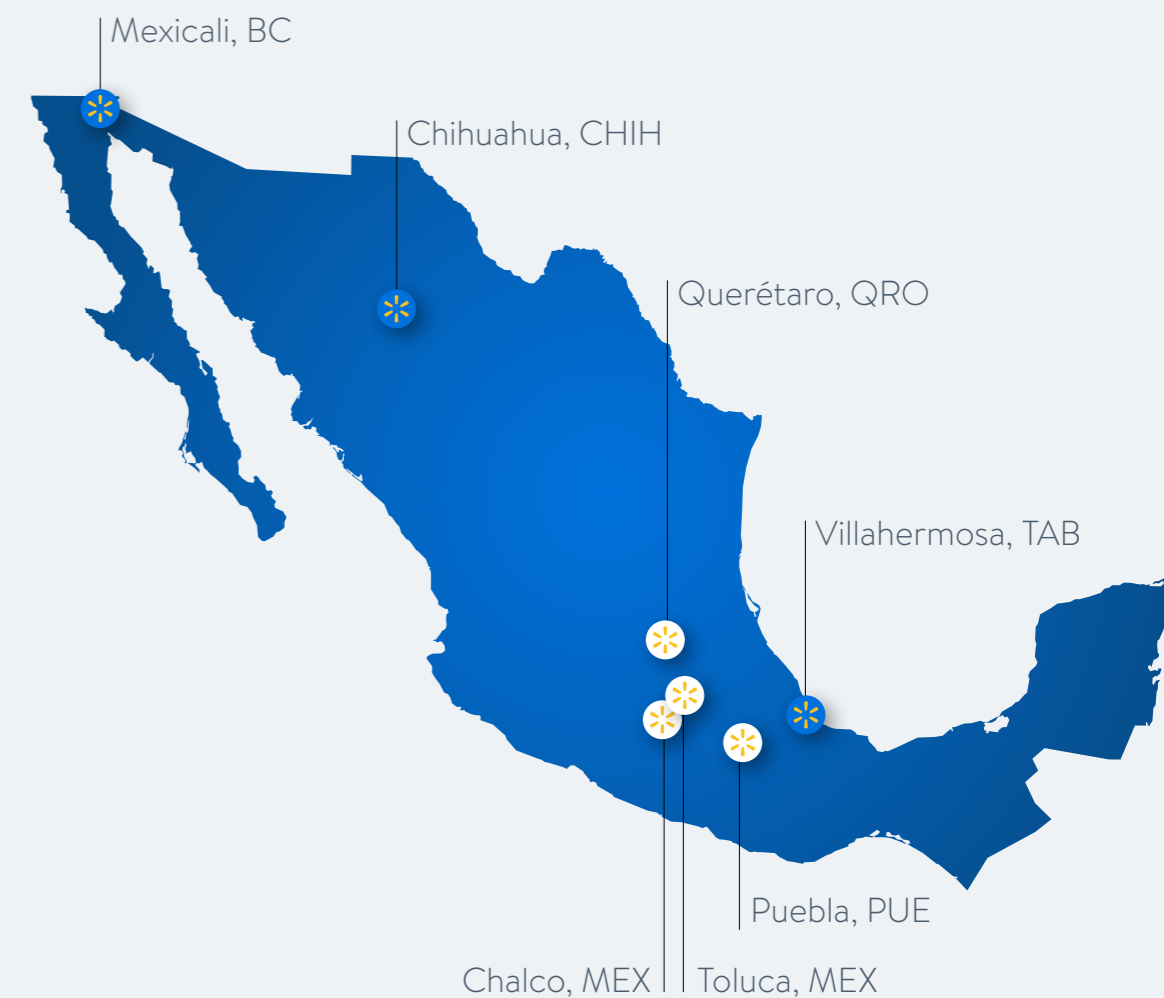 Mexicali, BC
Chihuahua, CHIH
Querétaro, QRO
Villahermosa, TAB
Puebla, PUE
Chalco, MEX
Toluca, MEX